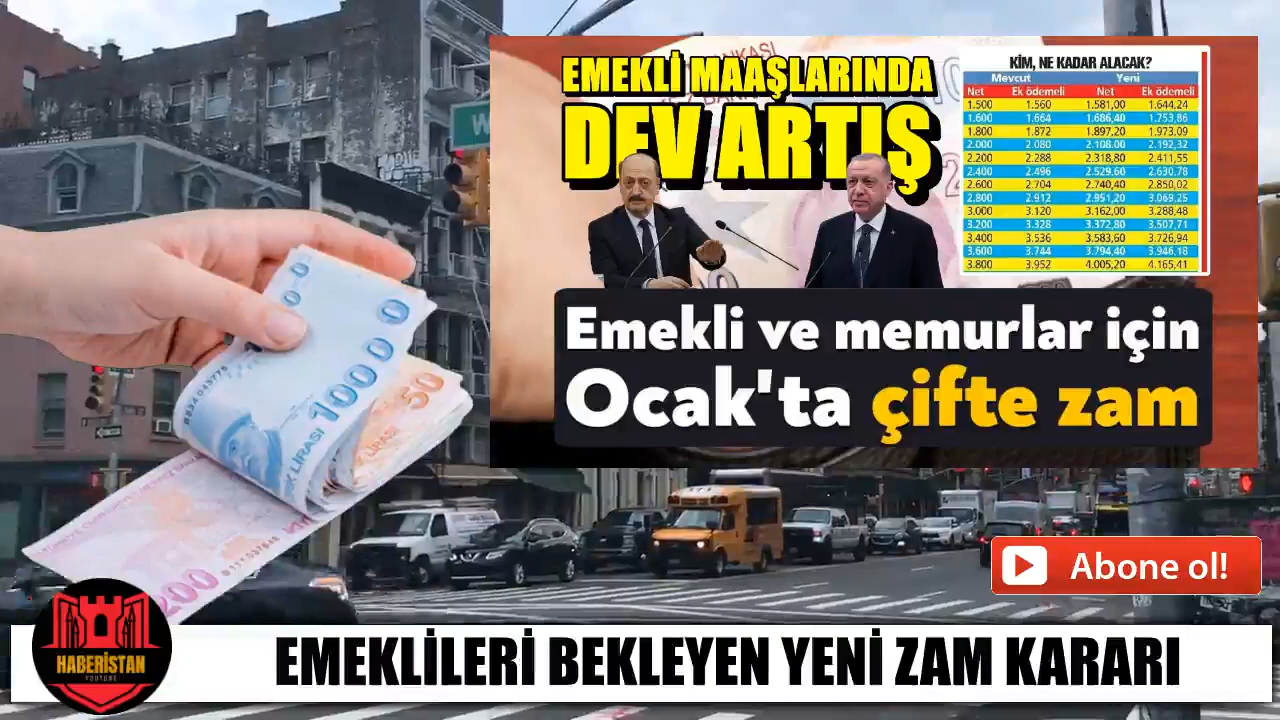 EMEKLİ MAAŞLARINDA
DEV ARTIŞ
KİM, NE KADAR ALACAK?
Mevcut Yeni
Net Ek ödemeli Net Ek ödemeli
1.500 1.560 1.581,00 1.644,24
1.600 1.664 1.686,40 1.753,86
1.800 1.872 1.897,20 1.973,09
2.000 2.080 2.108.00 2.192,32
2.200 2.288 2.318,80 2.411,55
2.400 2.496 2.529,60 2.630,78
2.600 2.704 2.740,40 2.850,02
2.800 2.912 2.951,20 3.069,25
3.000 3.120 3.162,00 3.288,48
3.200 3.328 3.372,80 3.507,71
3.400 3.536 3.583,60 3.726,94
3.600 3.744 3.794,40 3.946,18
3.800 3.952 4.005,20 4.165,41
Emekli ve memurlar için
Ocak'ta çifte zam
100
50
LİRASI
200
Abone ol!
HABERİSTAN
YOUTUBE
EMEKLİLERİ BEKLEYEN YENİ ZAM KARARI